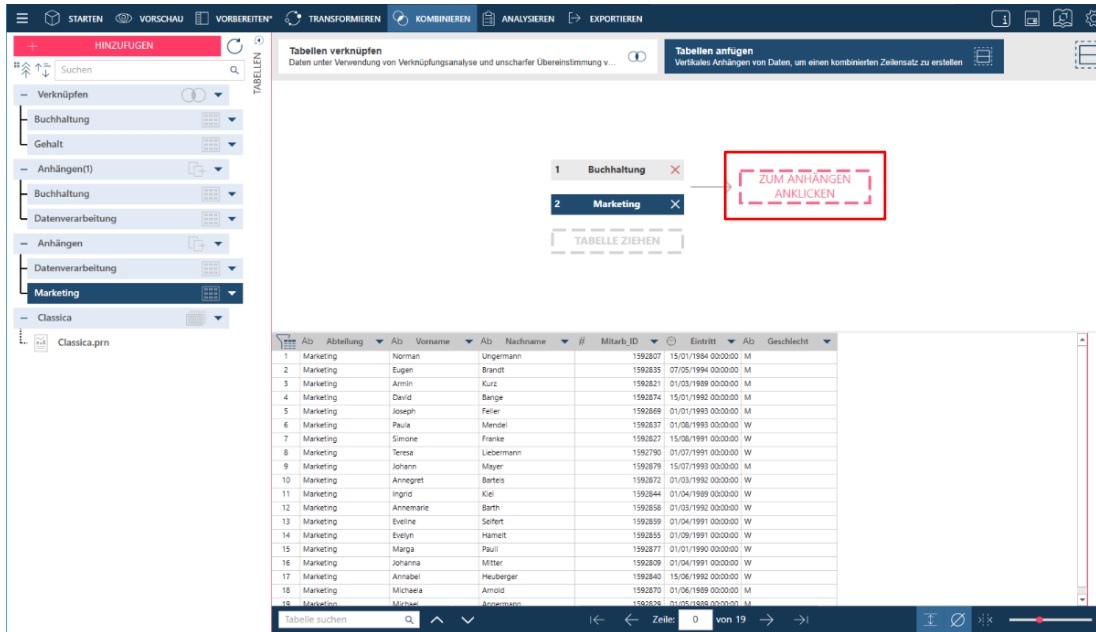 STARTEN VORSCHAU VORBEREITEN* TRANSFORMIEREN KOMBINIEREN ANALYSIEREN EXPORTIEREN
+ HINZUFÜGEN
Suchen
TABELLEN
− Verknüpfen
Buchhaltung
Gehalt
− Anhängen(1)
Buchhaltung
Datenverarbeitung
− Anhängen
Datenverarbeitung
Marketing
− Classica
Classica.prn
Tabellen verknüpfen
Daten unter Verwendung von Verknüpfungsanalyse und unscharfer Übereinstimmung v...
Tabellen anfügen
Vertikales Anhängen von Daten, um einen kombinierten Zeilensatz zu erstellen
1 Buchhaltung
2 Marketing
TABELLE ZIEHEN
ZUM ANHÄNGEN
ANKLICKEN
Ab Abteilung Ab Vorname Ab Nachname # Mitarb_ID Eintritt Ab Geschlecht
1 Marketing Norman Ungermann 1592807 15/01/1984 00:00:00 M
2 Marketing Eugen Brandt 1592835 07/05/1994 00:00:00 M
3 Marketing Armin Kurz 1592821 01/03/1989 00:00:00 M
4 Marketing David Bange 1592874 15/01/1992 00:00:00 M
5 Marketing Joseph Feller 1592869 01/01/1993 00:00:00 M
6 Marketing Paula Mendel 1592837 01/08/1993 00:00:00 W
7 Marketing Simone Franke 1592827 15/08/1991 00:00:00 W
8 Marketing Teresa Liebermann 1592790 01/07/1991 00:00:00 W
9 Marketing Johann Mayer 1592879 15/07/1993 00:00:00 M
10 Marketing Annegret Bartels 1592872 01/03/1992 00:00:00 W
11 Marketing Ingrid Kiel 1592844 01/04/1989 00:00:00 W
12 Marketing Annemarie Barth 1592858 01/03/1992 00:00:00 W
13 Marketing Eveline Seifert 1592859 01/04/1991 00:00:00 W
14 Marketing Evelyn Hamelt 1592855 01/09/1991 00:00:00 W
15 Marketing Marga Pauli 1592877 01/01/1990 00:00:00 W
16 Marketing Johanna Mitter 1592809 01/04/1991 00:00:00 W
17 Marketing Annabel Heuberger 1592840 15/06/1992 00:00:00 W
18 Marketing Michaela Arnold 1592870 01/06/1989 00:00:00 W
19 Marketing Michael Angermann 1592829 01/05/1989 00:00:00 M
Tabelle suchen Zeile: 0 von 19